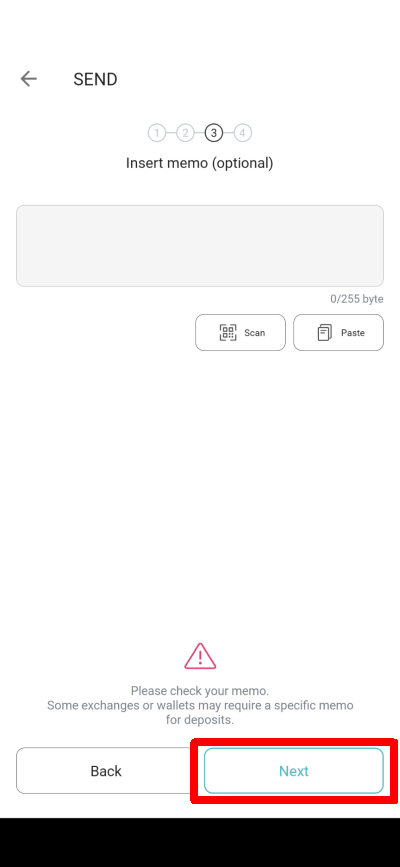 SEND
1 2 3 4
Insert memo (optional)
0/255 byte
Scan Paste
Please check your memo.
Some exchanges or wallets may require a specific memo
for deposits.
Back Next